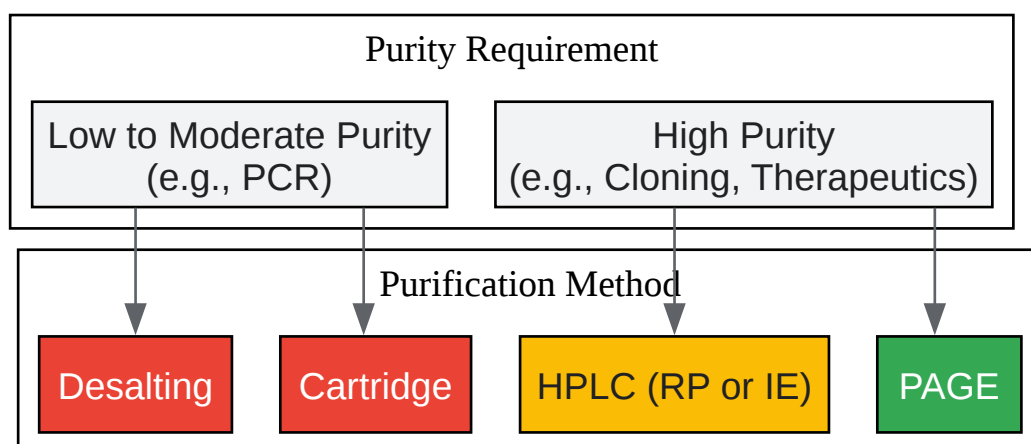 Purity Requirement
Low to Moderate Purity
(e.g., PCR)
High Purity
(e.g., Cloning, Therapeutics)
Purification Method
Desalting
Cartridge
HPLC (RP or IE)
PAGE